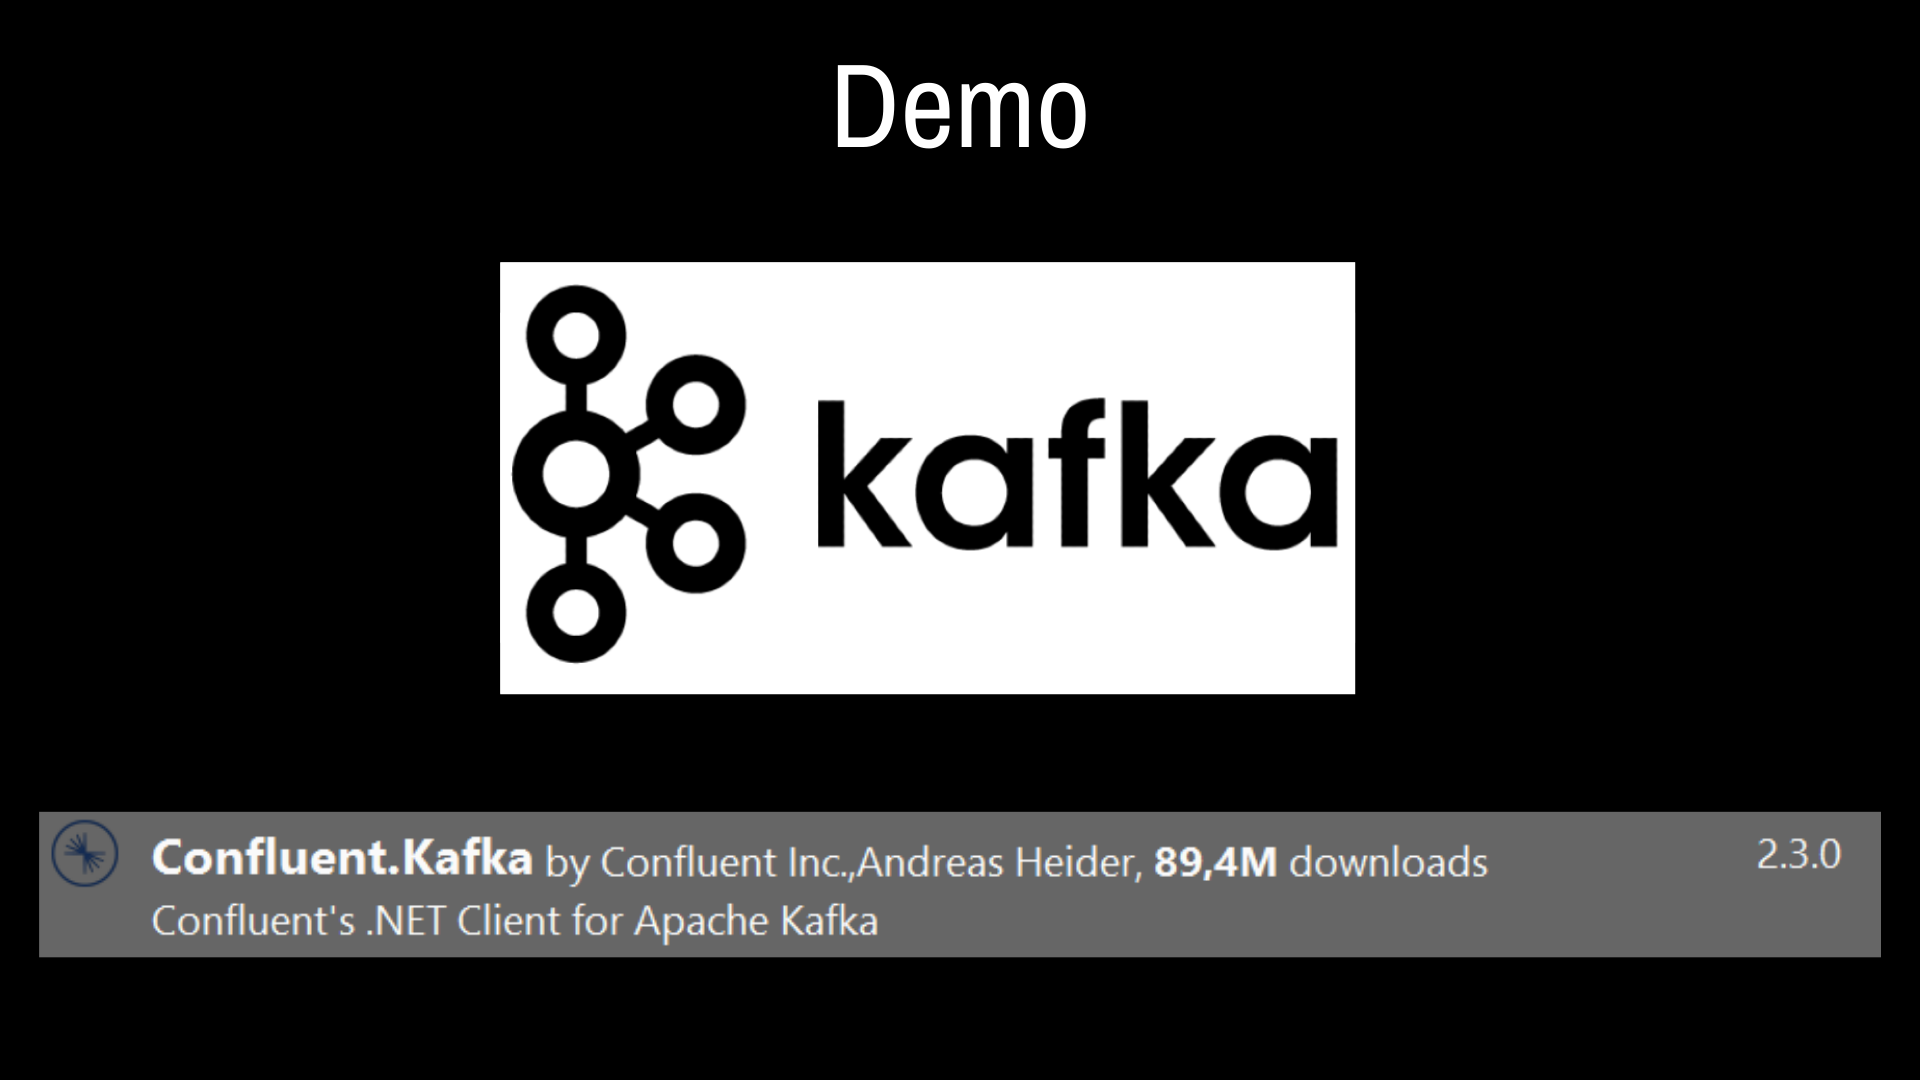 Demo
kafka
Confluent.Kafka by Confluent Inc.,Andreas Heider, 89,4M downloads 2.3.0
Confluent's .NET Client for Apache Kafka